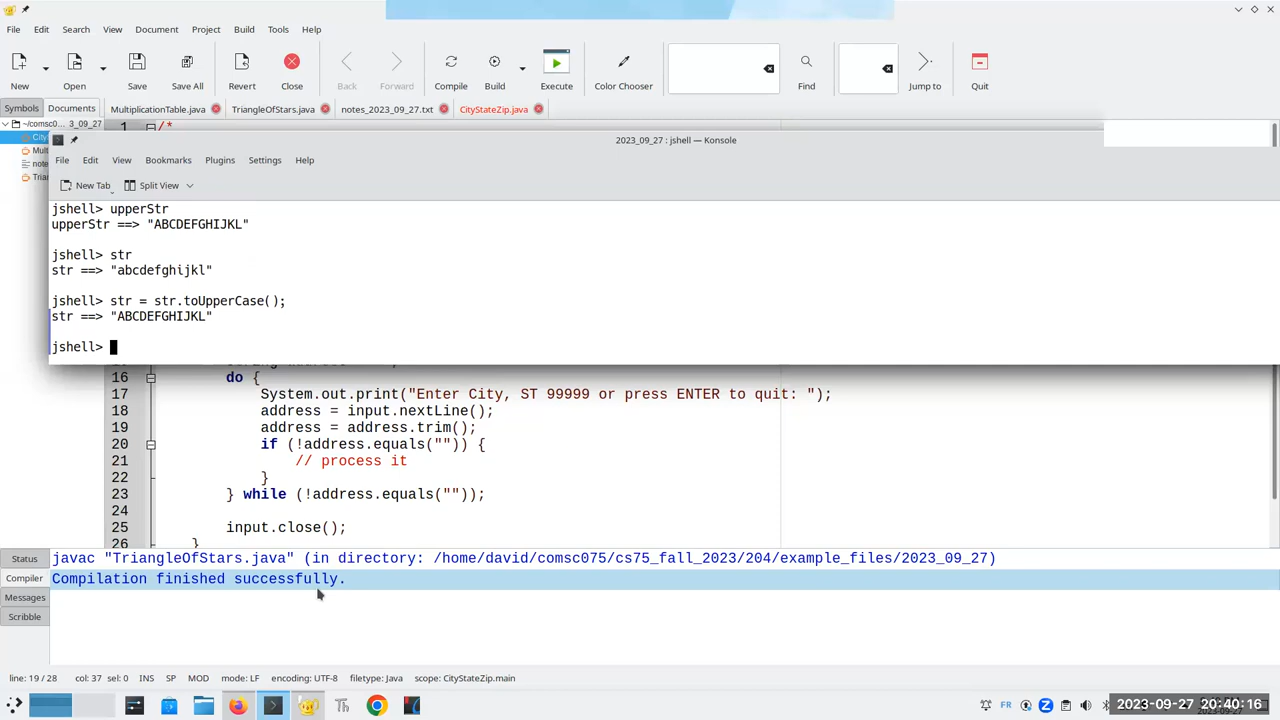 File Edit Search View Document Project Build Tools Help
New Open Save Save All Revert Close Back Forward Compile Build Execute Color Chooser Find Jump to Quit
Symbols Documents MultiplicationTable.java TriangleOfStars.java notes_2023_09_27.txt CityStateZip.java
~/comsc0... 3_09_27 1 /*
2023_09_27 : jshell — Konsole
File Edit View Bookmarks Plugins Settings Help
New Tab Split View
jshell> upperStr
upperStr ==> "ABCDEFGHIJKL"
jshell> str
str ==> "abcdefghijkl"
jshell> str = str.toUpperCase();
str ==> "ABCDEFGHIJKL"
jshell>
16 do {
17 System.out.print("Enter City, ST 99999 or press ENTER to quit: ");
18 address = input.nextLine();
19 address = address.trim();
20 if (!address.equals("")) {
21 // process it
22 }
23 } while (!address.equals(""));
24
25 input.close();
26 }
Status javac "TriangleOfStars.java" (in directory: /home/david/comsc075/cs75_fall_2023/204/example_files/2023_09_27)
Compiler Compilation finished successfully.
Messages
Scribble
line: 19 / 28 col: 37 sel: 0 INS SP MOD mode: LF encoding: UTF-8 filetype: Java scope: CityStateZip.main
FR 2023-09-27 20:40:16